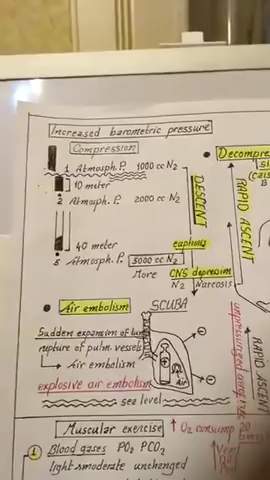 Increased barometric pressure
Compression
1 Atmosph. P. 1000 cc N2
10 meter
2 Atmosph. P. 2000 cc N2
DESCENT
euphoria
40 meter
5 Atmosph. P. 5000 cc N2
More CNS depression
N2 Narcosis
Decompre
RAPID ASCENT
Air embolism SCUBA
Sudden expansion of lung
rupture of pulm. vessels
Air embolism
Air
explosive air embolism
sea level
RAPID ASCENT
Muscular exercise
↑ O2 consump. 20
1 Blood gases PO2 PCO2
light & moderate unchanged